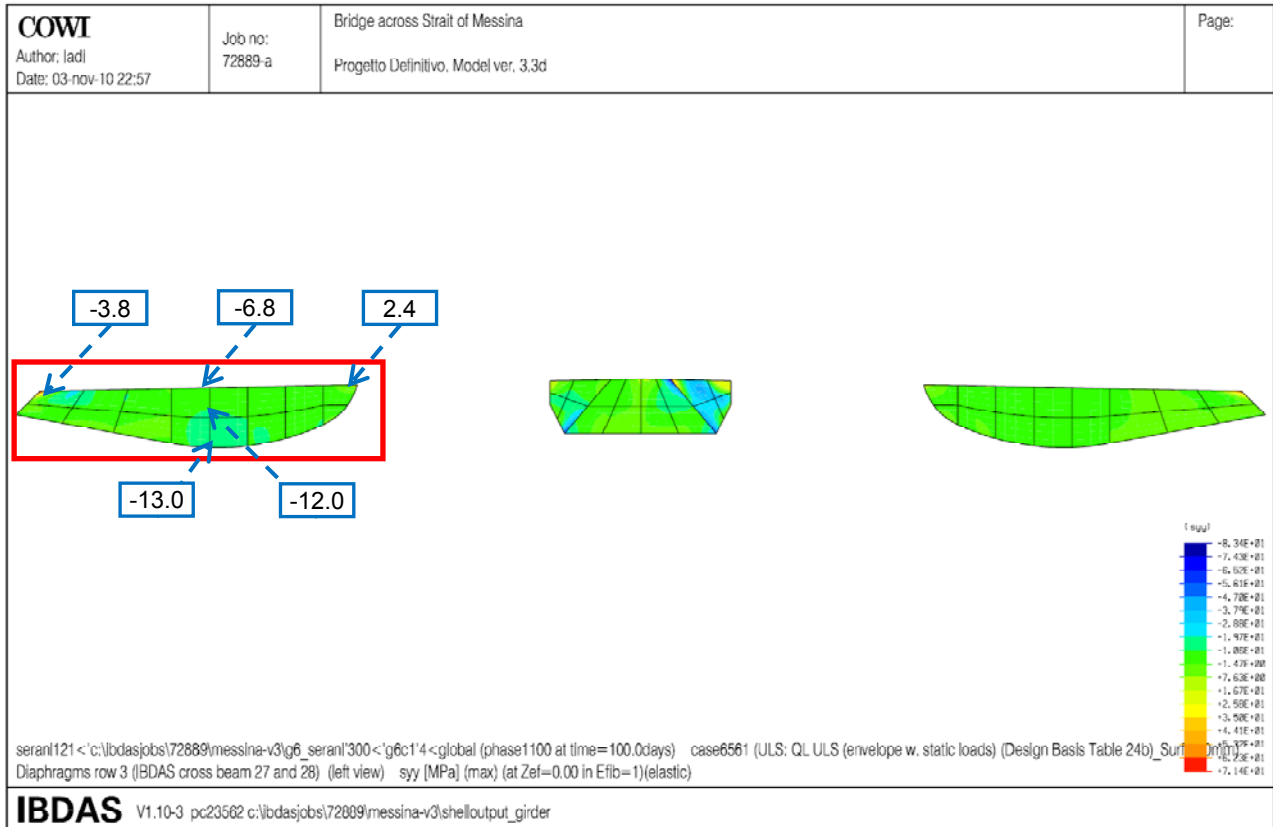 COWI
Author: ladl
Date: 03-nov-10 22:57
Job no:
72889-a
Bridge across Strait of Messina
Progetto Definitivo. Model ver. 3.3d
Page:
-3.8
-6.8
2.4
-13.0
-12.0
(syy)
-8.34E+01
-7.43E+01
-6.52E+01
-5.61E+01
-4.70E+01
-3.79E+01
-2.88E+01
-1.97E+01
-1.06E+01
-1.47E+00
+7.63E+00
+1.67E+01
+2.58E+01
+3.50E+01
+4.41E+01
+5.32E+01
+6.23E+01
+7.14E+01
seranl121<'c:\ibdasjobs\72889\messina-v3\g6_seranl'300<'g6c1'4<global (phase1100 at time=100.0days) case6561 (ULS: QL ULS (envelope w. static loads) (Design Basis Table 24b)
Diaphragms row 3 (IBDAS cross beam 27 and 28) (left view) syy [MPa] (max) (at Zef=0.00 in Efib=1)(elastic)
IBDAS V1.10-3 pc23562 c:\ibdasjobs\72889\messina-v3\shelloutput_girder